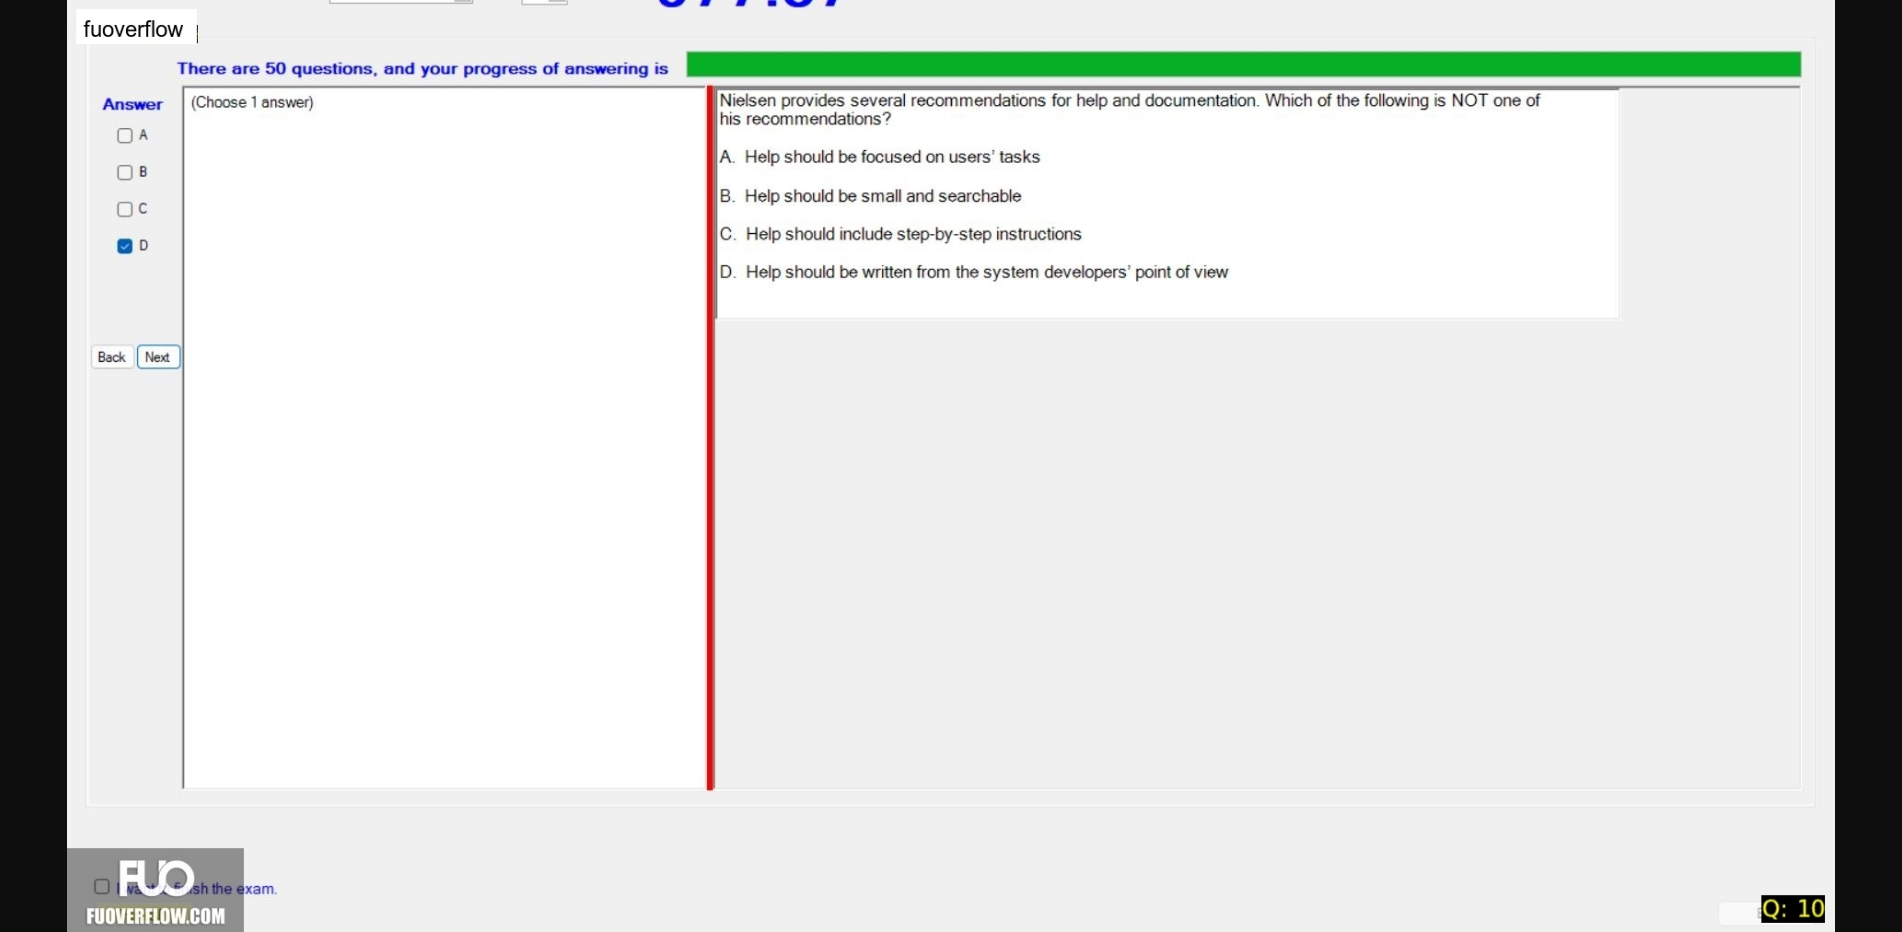 fuoverflow
There are 50 questions, and your progress of answering is
Answer
(Choose 1 answer)
A
B
C
D
Back Next
Nielsen provides several recommendations for help and documentation. Which of the following is NOT one of
his recommendations?
A. Help should be focused on users' tasks
B. Help should be small and searchable
C. Help should include step-by-step instructions
D. Help should be written from the system developers' point of view
I want finish the exam.
FUO
FUOVERFLOW.COM
Q: 10